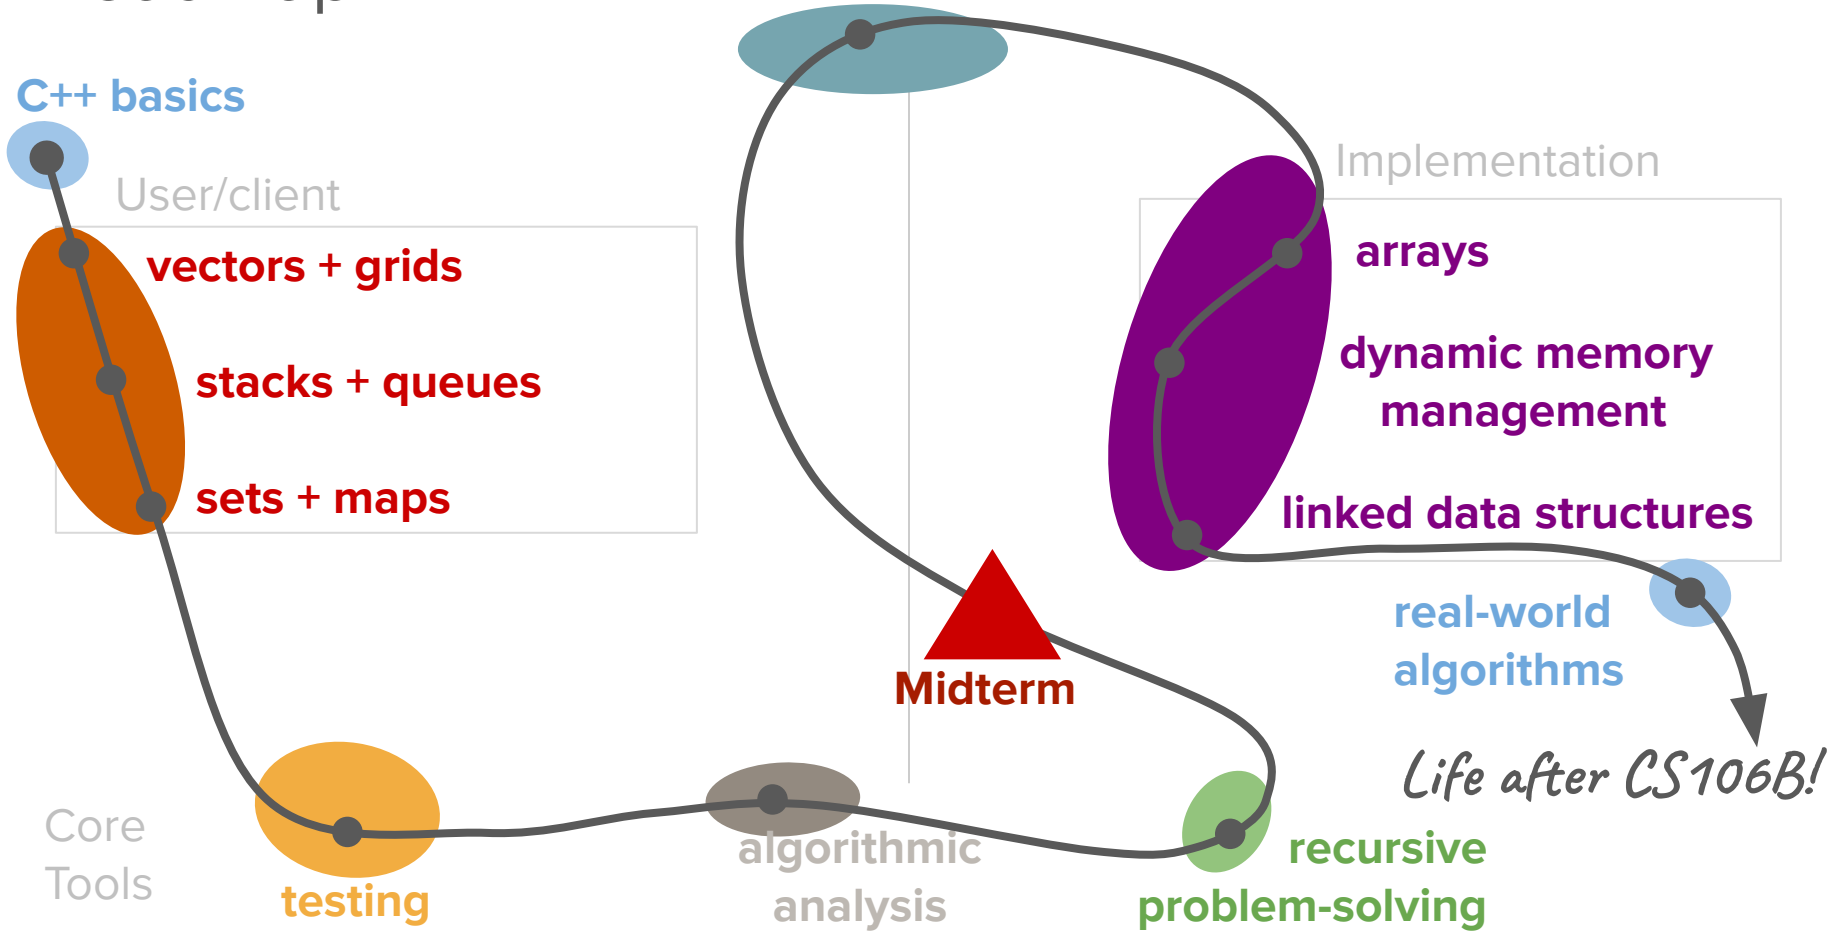 C++ basics
User/client
vectors + grids
stacks + queues
sets + maps
Core
Tools
testing
algorithmic
analysis
recursive
problem-solving
Midterm
Implementation
arrays
dynamic memory
management
linked data structures
real-world
algorithms
Life after CS106B!